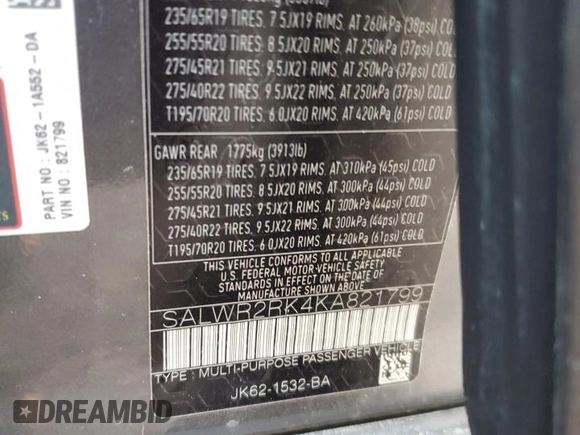 235/65R19 TIRES. 7 5JX19 RIMS. AT 260kPa (38psi) COLD
255/55R20 TIRES. 8 5JX20 RIMS. AT 250kPa (37psi) COLD
275/45R21 TIRES. 9 5JX21 RIMS. AT 250kPa (37psi) COLD
275/40R22 TIRES. 9 5JX22 RIMS. AT 250kPa (37psi) COLD
T195/70R20 TIRES. 6 0JX20 RIMS. AT 420kPa (61psi) COLD
GAWR REAR 1775kg (3913lb)
235/65R19 TIRES. 7 5JX19 RIMS. AT 310kPa (45psi) COLD
255/55R20 TIRES. 8 5JX20 RIMS. AT 300kPa (44psi) COLD
275/45R21 TIRES. 9 5JX21 RIMS. AT 300kPa (44psi) COLD
275/40R22 TIRES. 9 5JX22 RIMS. AT 300kPa (44psi) COLD
T195/70R20 TIRES. 6 0JX20 RIMS. AT 420kPa (61psi) COLD
THIS VEHICLE CONFORMS TO ALL APPLICABLE
U.S. FEDERAL MOTOR-VEHICLE SAFETY
STANDARDS IN EFFECT ON THE DATE OF
MANUFACTURE SHOWN ABOVE.
SALWR2RK4KA821799
TYPE: MULTI-PURPOSE PASSENGER VEHICLE
JK62-1532-BA
PART NO : JK62 - 1A552 - DA
VIN NO : 821799
DREAMBID